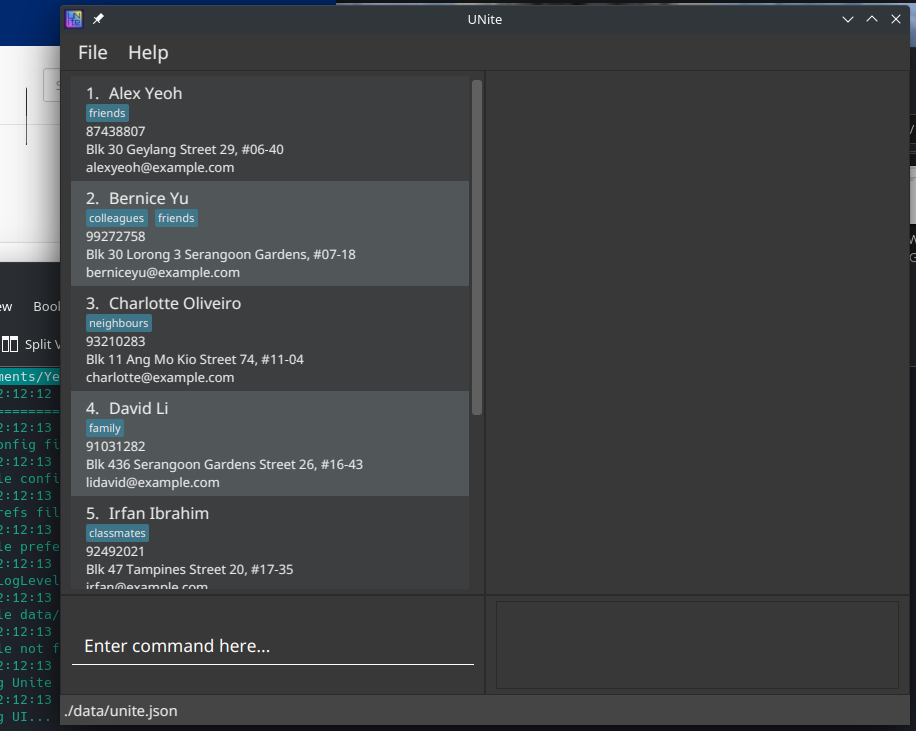 UNite
File Help
1. Alex Yeoh
friends
87438807
Blk 30 Geylang Street 29, #06-40
alexyeoh@example.com
2. Bernice Yu
colleagues friends
99272758
Blk 30 Lorong 3 Serangoon Gardens, #07-18
berniceyu@example.com
3. Charlotte Oliveiro
neighbours
93210283
Blk 11 Ang Mo Kio Street 74, #11-04
charlotte@example.com
4. David Li
family
91031282
Blk 436 Serangoon Gardens Street 26, #16-43
lidavid@example.com
5. Irfan Ibrahim
classmates
92492021
Blk 47 Tampines Street 20, #17-35
irfan@example.com
Enter command here...
./data/unite.json
ew Book
Split V
ments/Ye
2:12:12
========
2:12:13
onfig fi
2:12:13
le confi
2:12:13
refs fil
2:12:13
le prefe
2:12:13
LogLevel
2:12:13
le data/
2:12:13
le not f
2:12:13
g Unite
2:12:13
g UI...